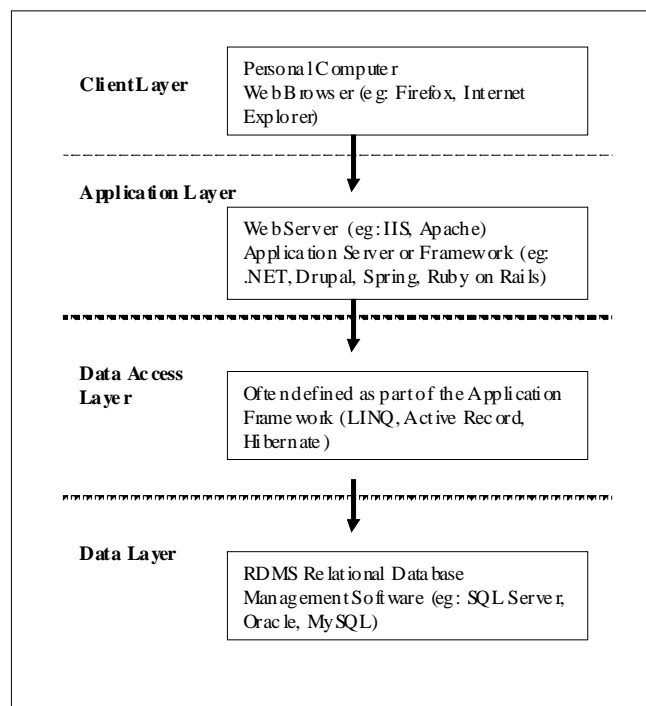 Client Layer
Personal Computer
Web Browser (eg: Firefox, Internet
Explorer)
Application Layer
Web Server (eg: IIS, Apache)
Application Server or Framework (eg:
.NET, Drupal, Spring, Ruby on Rails)
Data Access
Layer
Often defined as part of the Application
Framework (LINQ, Active Record,
Hibernate)
Data Layer
RDMS Relational Database
Management Software (eg: SQL Server,
Oracle, MySQL)